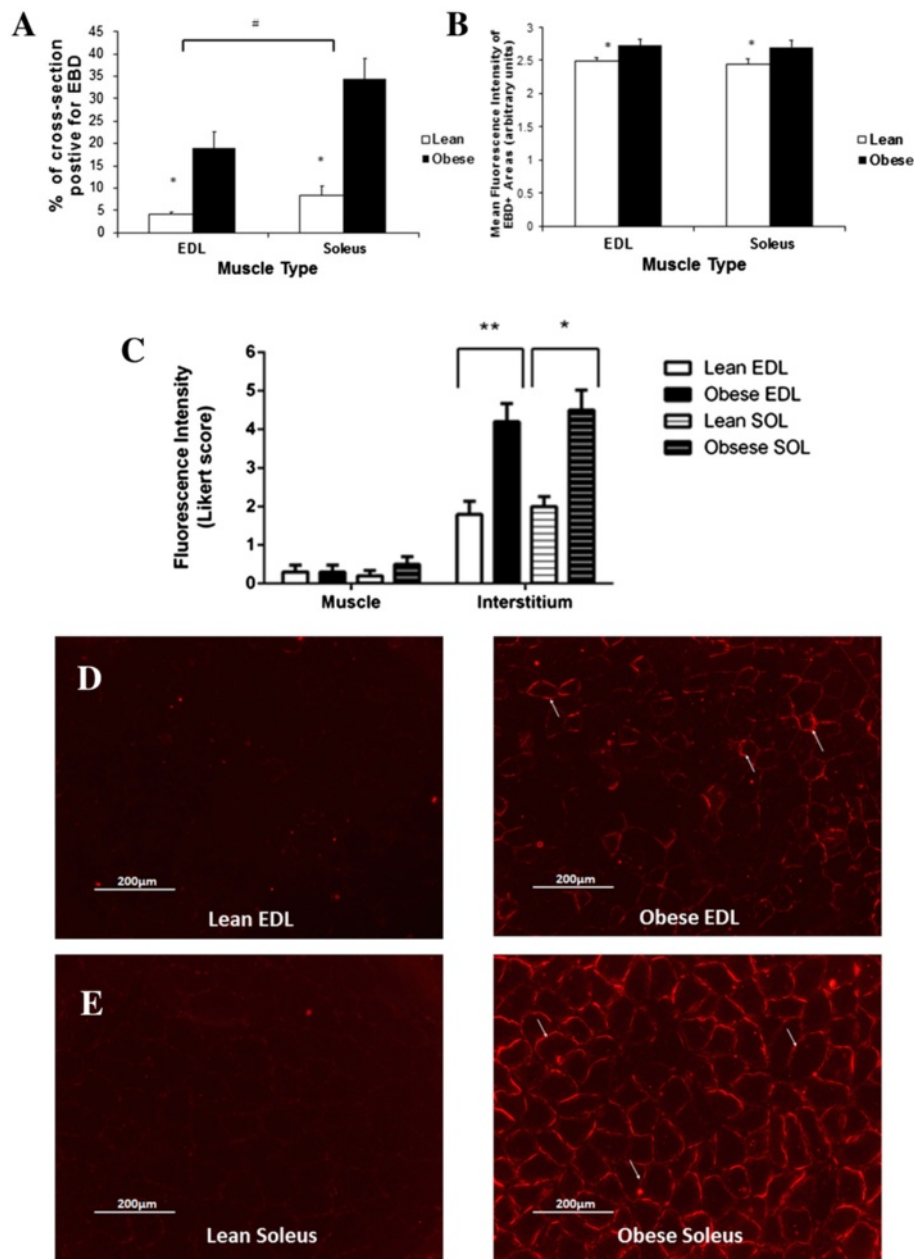 A
% of cross-section
postive for EBD
45
40
35
30
25
20
15
10
5
0
#
*
*
EDL
Soleus
Muscle Type
Lean
Obese
B
Mean Fluorescence Intensity of
EBD+ Areas (arbitrary units)
3
2.5
2
1.5
1
0.5
0
*
*
EDL
Soleus
Muscle Type
Lean
Obese
C
Fluorescence Intensity
(Likert score)
6
5
4
3
2
1
0
**
*
Muscle
Interstitium
Lean EDL
Obese EDL
Lean SOL
Obsese SOL
D
200µm
Lean EDL
200µm
Obese EDL
E
200µm
Lean Soleus
200µm
Obese Soleus